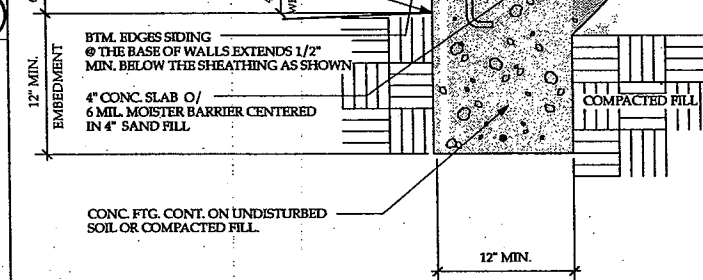 BTM. EDGES SIDING
@ THE BASE OF WALLS EXTENDS 1/2"
MIN. BELOW THE SHEATHING AS SHOWN
12" MIN.
EMBEDMENT
4" CONC. SLAB O/
6 MIL. MOISTER BARRIER CENTERED
IN 4" SAND FILL
COMPACTED FILL
CONC. FTG. CONT. ON UNDISTURBED
SOIL OR COMPACTED FILL.
12" MIN.